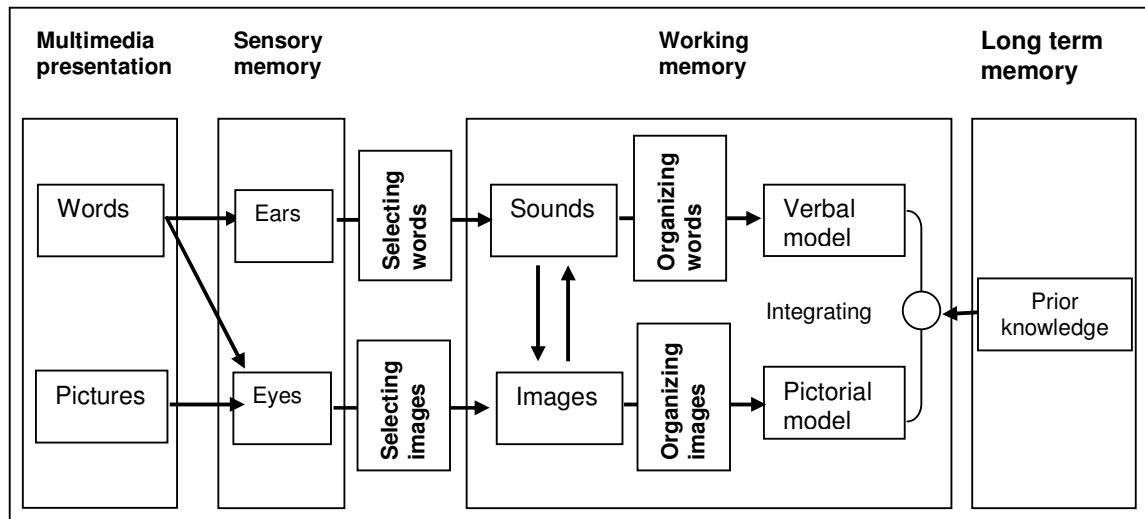 Multimedia
presentation
Sensory
memory
Working
memory
Long term
memory
Words
Ears
Selecting
words
Sounds
Organizing
words
Verbal
model
Integrating
Prior
knowledge
Pictures
Eyes
Selecting
images
Images
Organizing
images
Pictorial
model